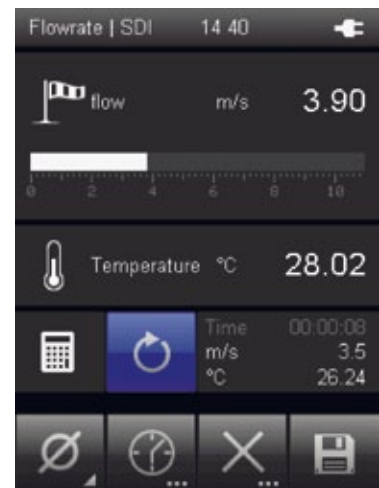 Flowrate | SDI 14 40
flow m/s 3.90
0 2 4 6 8 10
Temperature °C 28.02
Time 00:00:08
m/s 3.5
°C 26.24